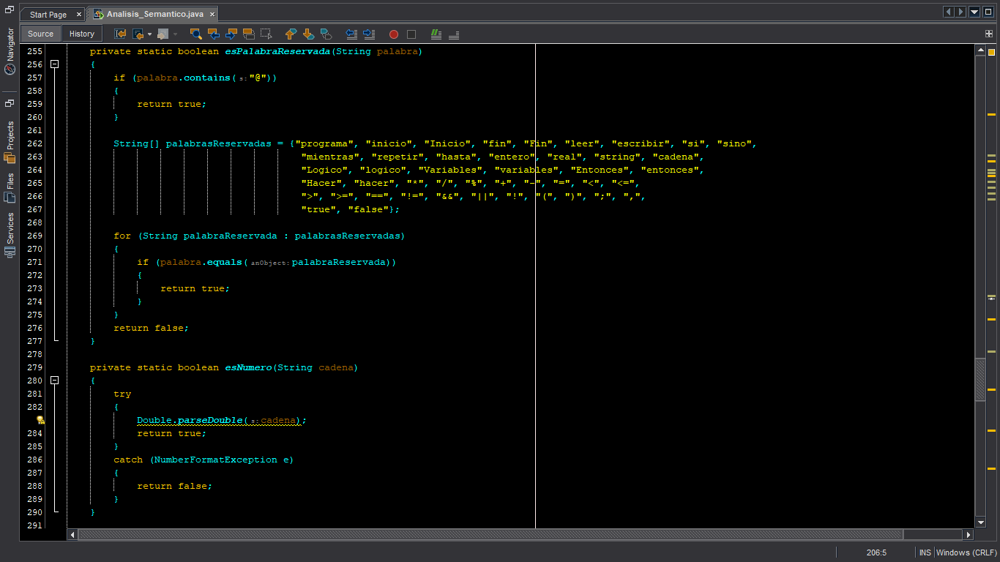 Start Page ×
Analisis_Semantico.java ×
Source History
Navigator
Projects
Files
Services
255 private static boolean esPalabraReservada(String palabra)
256 {
257 if (palabra.contains( s: "@"))
258 {
259 return true;
260 }
261
262 String[] palabrasReservadas = {"programa", "inicio", "Inicio", "fin", "Fin", "leer", "escribir", "si", "sino",
263 "mientras", "repetir", "hasta", "entero", "real", "string", "cadena",
264 "Logico", "logico", "Variables", "variables", "Entonces", "entonces",
265 "Hacer", "hacer", "*", "/", "%", "+", "-", "=", "<", "<=",
266 ">", ">=", "==", "!=", "&&", "||", "!", "(", ")", ";", ",",
267 "true", "false"};
268
269 for (String palabraReservada : palabrasReservadas)
270 {
271 if (palabra.equals( anObject: palabraReservada))
272 {
273 return true;
274 }
275 }
276 return false;
277 }
278
279 private static boolean esNumero(String cadena)
280 {
281 try
282 {
Double.parseDouble( s: cadena);
284 return true;
285 }
286 catch (NumberFormatException e)
287 {
288 return false;
289 }
290 }
291
206:5 INS Windows (CRLF)